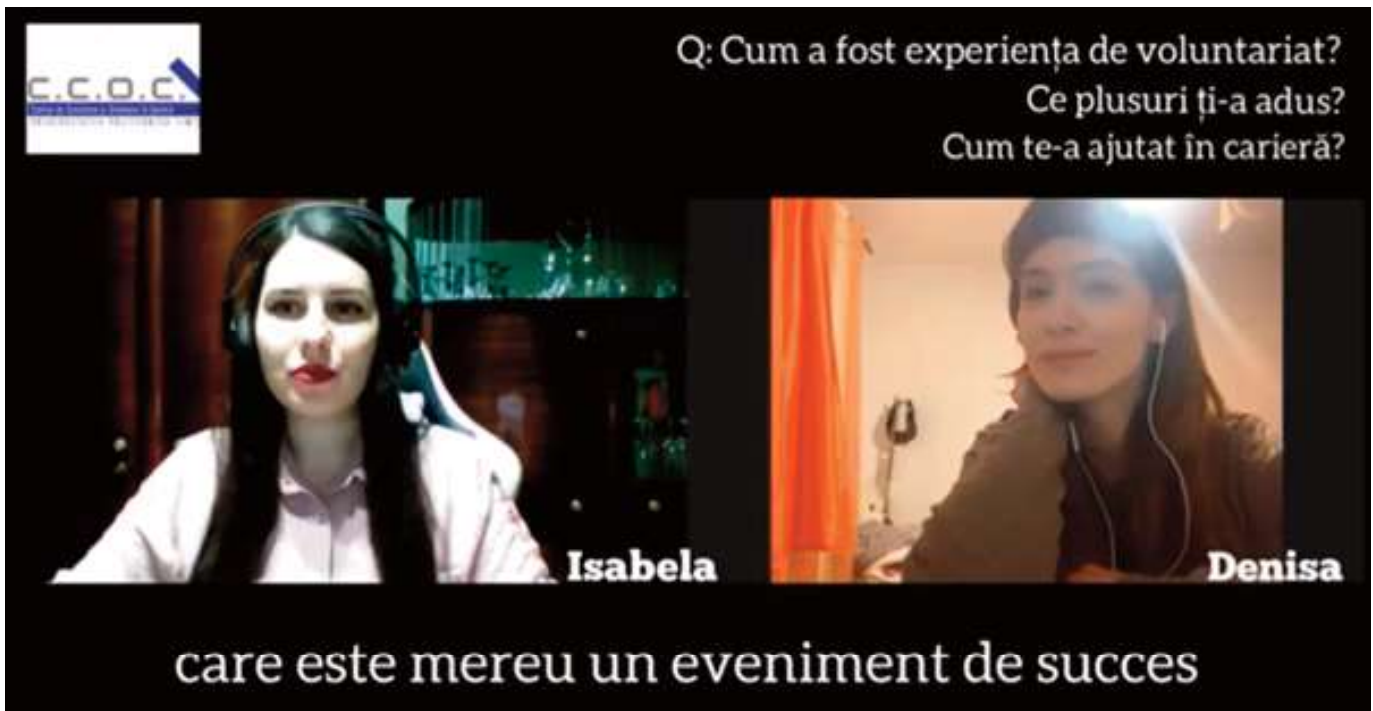 C.C.O.C.
Q: Cum a fost experiența de voluntariat?
Ce plusuri ți-a adus?
Cum te-a ajutat în carieră?
Isabela
Denisa
care este mereu un eveniment de succes